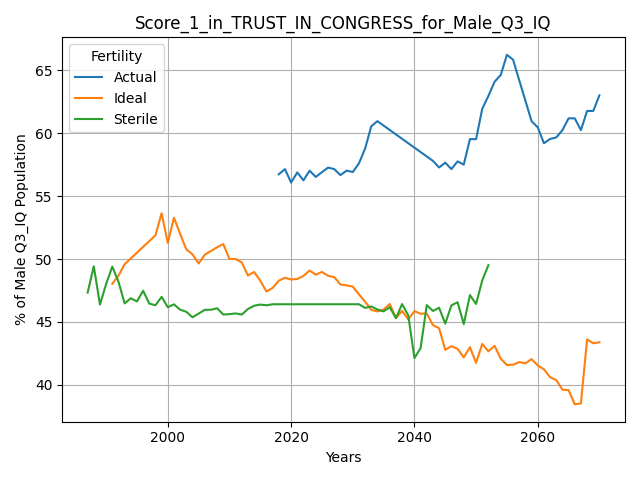 Score_1_in_TRUST_IN_CONGRESS_for_Male_Q3_IQ
Fertility
Actual
Ideal
Sterile
% of Male Q3_IQ Population
65
60
55
50
45
40
2000
2020
2040
2060
Years